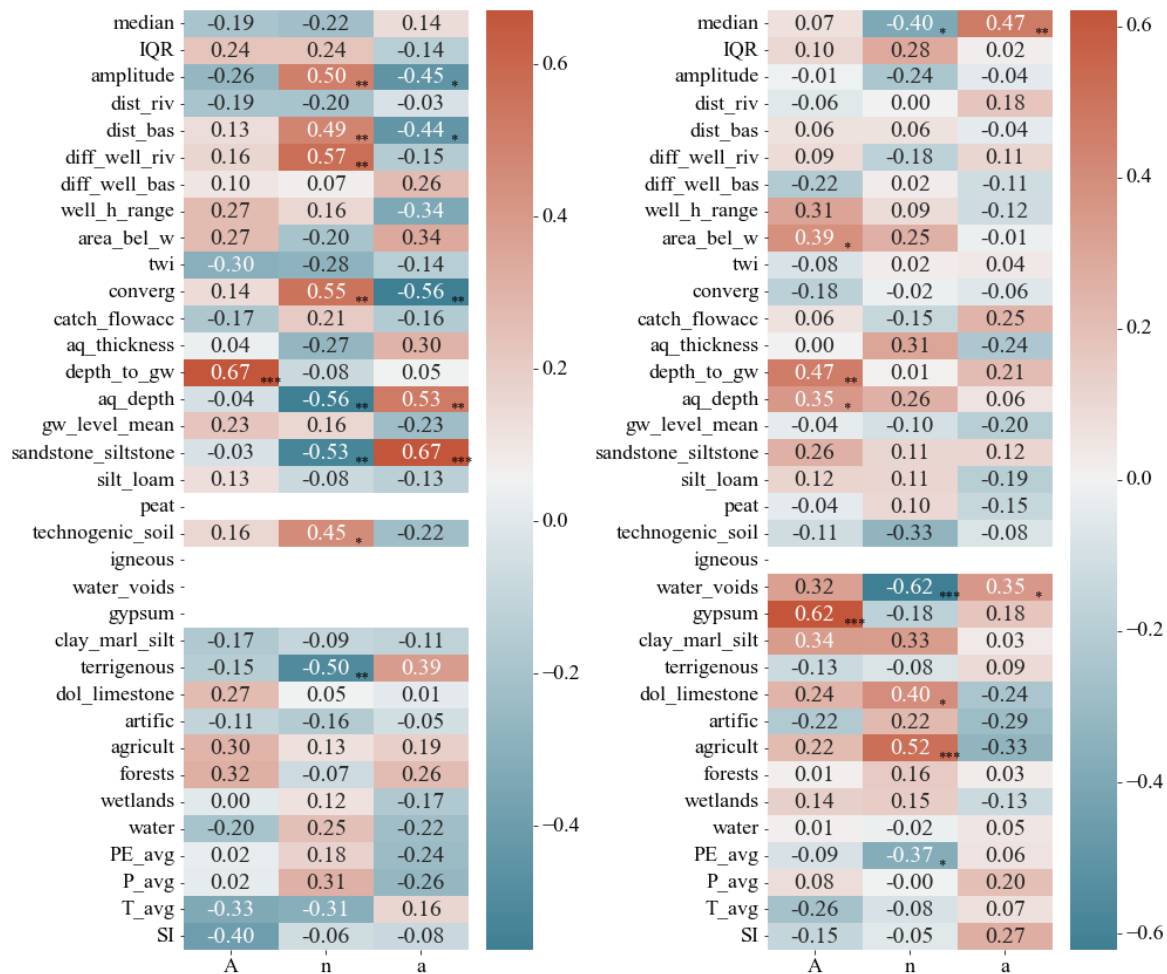 median -0.19 -0.22 0.14
IQR 0.24 0.24 -0.14
amplitude -0.26 0.50 ** -0.45 *
dist_riv -0.19 -0.20 -0.03
dist_bas 0.13 0.49 ** -0.44 *
diff_well_riv 0.16 0.57 ** -0.15
diff_well_bas 0.10 0.07 0.26
well_h_range 0.27 0.16 -0.34
area_bel_w 0.27 -0.20 0.34
twi -0.30 -0.28 -0.14
converg 0.14 0.55 ** -0.56 **
catch_flowacc -0.17 0.21 -0.16
aq_thickness 0.04 -0.27 0.30
depth_to_gw 0.67 *** -0.08 0.05
aq_depth -0.04 -0.56 ** 0.53 **
gw_level_mean 0.23 0.16 -0.23
sandstone_siltstone -0.03 -0.53 ** 0.67 ***
silt_loam 0.13 -0.08 -0.13
peat
technogenic_soil 0.16 0.45 * -0.22
igneous
water_voids
gypsum
clay_marl_silt -0.17 -0.09 -0.11
terrigenous -0.15 -0.50 ** 0.39
dol_limestone 0.27 0.05 0.01
artific -0.11 -0.16 -0.05
agricult 0.30 0.13 0.19
forests 0.32 -0.07 0.26
wetlands 0.00 0.12 -0.17
water -0.20 0.25 -0.22
PE_avg 0.02 0.18 -0.24
P_avg 0.02 0.31 -0.26
T_avg -0.33 -0.31 0.16
SI -0.40 -0.06 -0.08
A n a
0.6
0.4
0.2
0.0
−0.2
−0.4
median 0.07 -0.40 * 0.47 **
IQR 0.10 0.28 0.02
amplitude -0.01 -0.24 -0.04
dist_riv -0.06 0.00 0.18
dist_bas 0.06 0.06 -0.04
diff_well_riv 0.09 -0.18 0.11
diff_well_bas -0.22 0.02 -0.11
well_h_range 0.31 0.09 -0.12
area_bel_w 0.39 * 0.25 -0.01
twi -0.08 0.02 0.04
converg -0.18 -0.02 -0.06
catch_flowacc 0.06 -0.15 0.25
aq_thickness 0.00 0.31 -0.24
depth_to_gw 0.47 ** 0.01 0.21
aq_depth 0.35 * 0.26 0.06
gw_level_mean -0.04 -0.10 -0.20
sandstone_siltstone 0.26 0.11 0.12
silt_loam 0.12 0.11 -0.19
peat -0.04 0.10 -0.15
technogenic_soil -0.11 -0.33 -0.08
igneous
water_voids 0.32 -0.62 *** 0.35 *
gypsum 0.62 *** -0.18 0.18
clay_marl_silt 0.34 0.33 0.03
terrigenous -0.13 -0.08 0.09
dol_limestone 0.24 0.40 * -0.24
artific -0.22 0.22 -0.29
agricult 0.22 0.52 *** -0.33
forests 0.01 0.16 0.03
wetlands 0.14 0.15 -0.13
water 0.01 -0.02 0.05
PE_avg -0.09 -0.37 * 0.06
P_avg 0.08 -0.00 0.20
T_avg -0.26 -0.08 0.07
SI -0.15 -0.05 0.27
A n a
0.6
0.4
0.2
0.0
−0.2
−0.4
−0.6